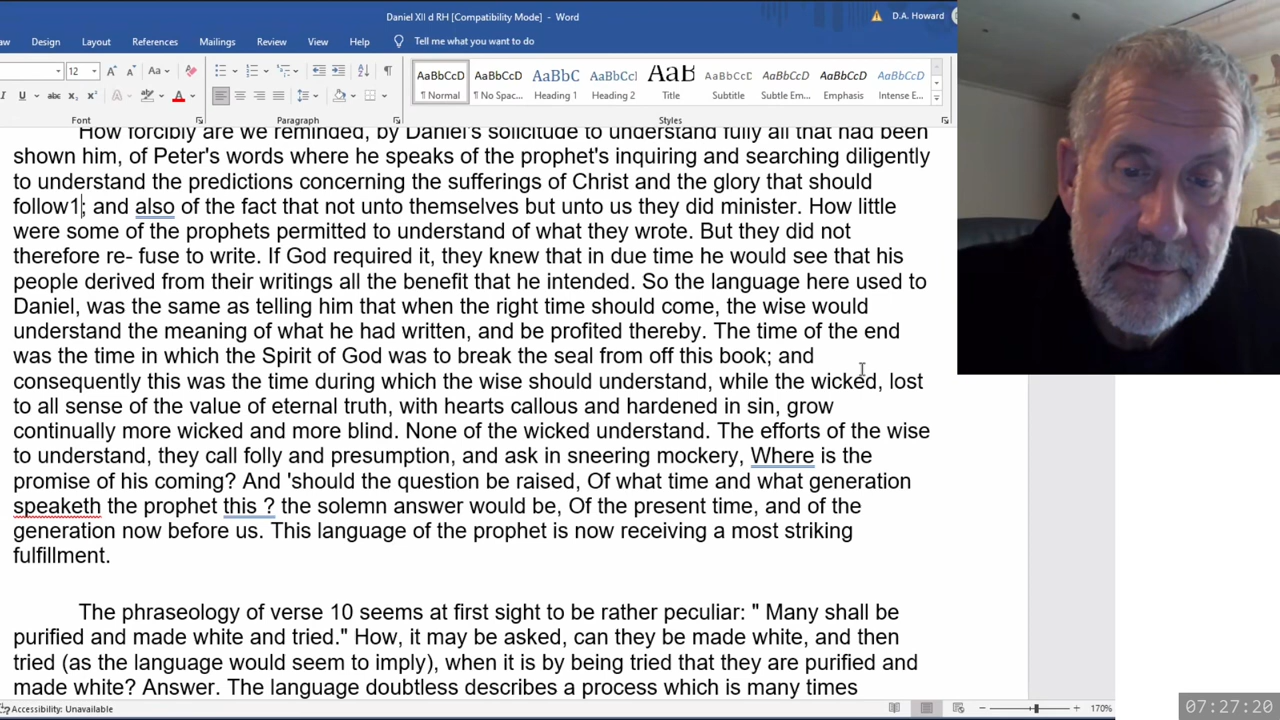 Daniel XII d RH [Compatibility Mode] - Word
D.A. Howard
Design Layout References Mailings Review View Help Tell me what you want to do
12 Aa
AaBbCcD AaBbCcD AaBbC AaBbCcI AaB AaBbCcD AaBbCcD AaBbCcD AaBbCcD
¶ Normal ¶ No Spac... Heading 1 Heading 2 Title Subtitle Subtle Em... Emphasis Intense E...
Font Paragraph Styles
How forcibly are we reminded, by Daniel's solicitude to understand fully all that had been
shown him, of Peter's words where he speaks of the prophet's inquiring and searching diligently
to understand the predictions concerning the sufferings of Christ and the glory that should
follow1; and also of the fact that not unto themselves but unto us they did minister. How little
were some of the prophets permitted to understand of what they wrote. But they did not
therefore re- fuse to write. If God required it, they knew that in due time he would see that his
people derived from their writings all the benefit that he intended. So the language here used to
Daniel, was the same as telling him that when the right time should come, the wise would
understand the meaning of what he had written, and be profited thereby. The time of the end
was the time in which the Spirit of God was to break the seal from off this book; and
consequently this was the time during which the wise should understand, while the wicked, lost
to all sense of the value of eternal truth, with hearts callous and hardened in sin, grow
continually more wicked and more blind. None of the wicked understand. The efforts of the wise
to understand, they call folly and presumption, and ask in sneering mockery, Where is the
promise of his coming? And 'should the question be raised, Of what time and what generation
speaketh the prophet this ? the solemn answer would be, Of the present time, and of the
generation now before us. This language of the prophet is now receiving a most striking
fulfillment.
The phraseology of verse 10 seems at first sight to be rather peculiar: " Many shall be
purified and made white and tried." How, it may be asked, can they be made white, and then
tried (as the language would seem to imply), when it is by being tried that they are purified and
made white? Answer. The language doubtless describes a process which is many times
Accessibility: Unavailable
170%
07:27:20